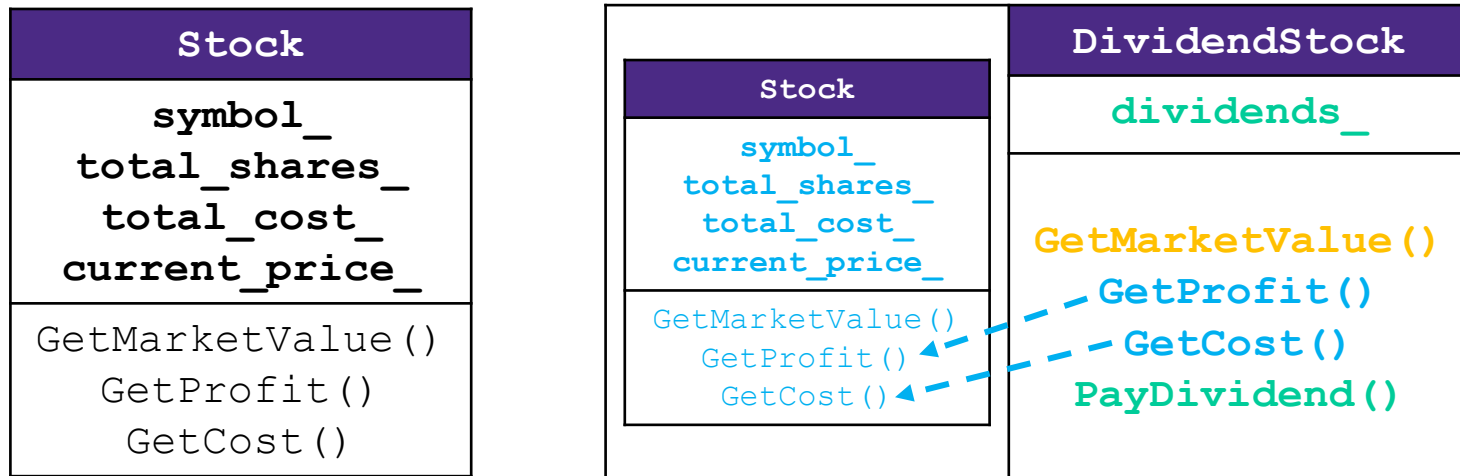 Stock
symbol_
total_shares_
total_cost_
current_price_
GetMarketValue()
GetProfit()
GetCost()
Stock
symbol_
total_shares_
total_cost_
current_price_
GetMarketValue()
GetProfit()
GetCost()
DividendStock
dividends_
GetMarketValue()
GetProfit()
GetCost()
PayDividend()